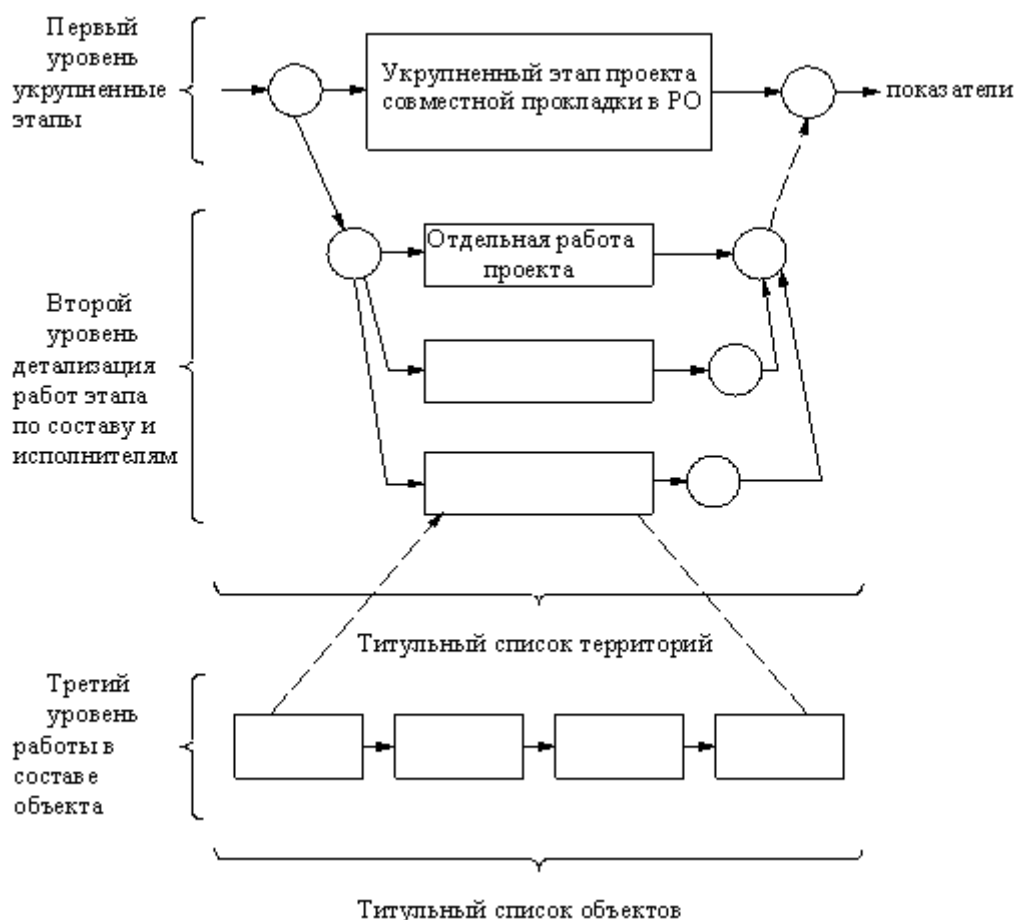 Первый
уровень
укрупненные
этапы
Укрупненный этап проекта
совместной прокладки в РО
показатели
Второй
уровень
детализация
работ этапа
по составу и
исполнителям
Отдельная работа
проекта
Титульный список территорий
Третий
уровень
работы в
составе
объекта
Титульный список объектов